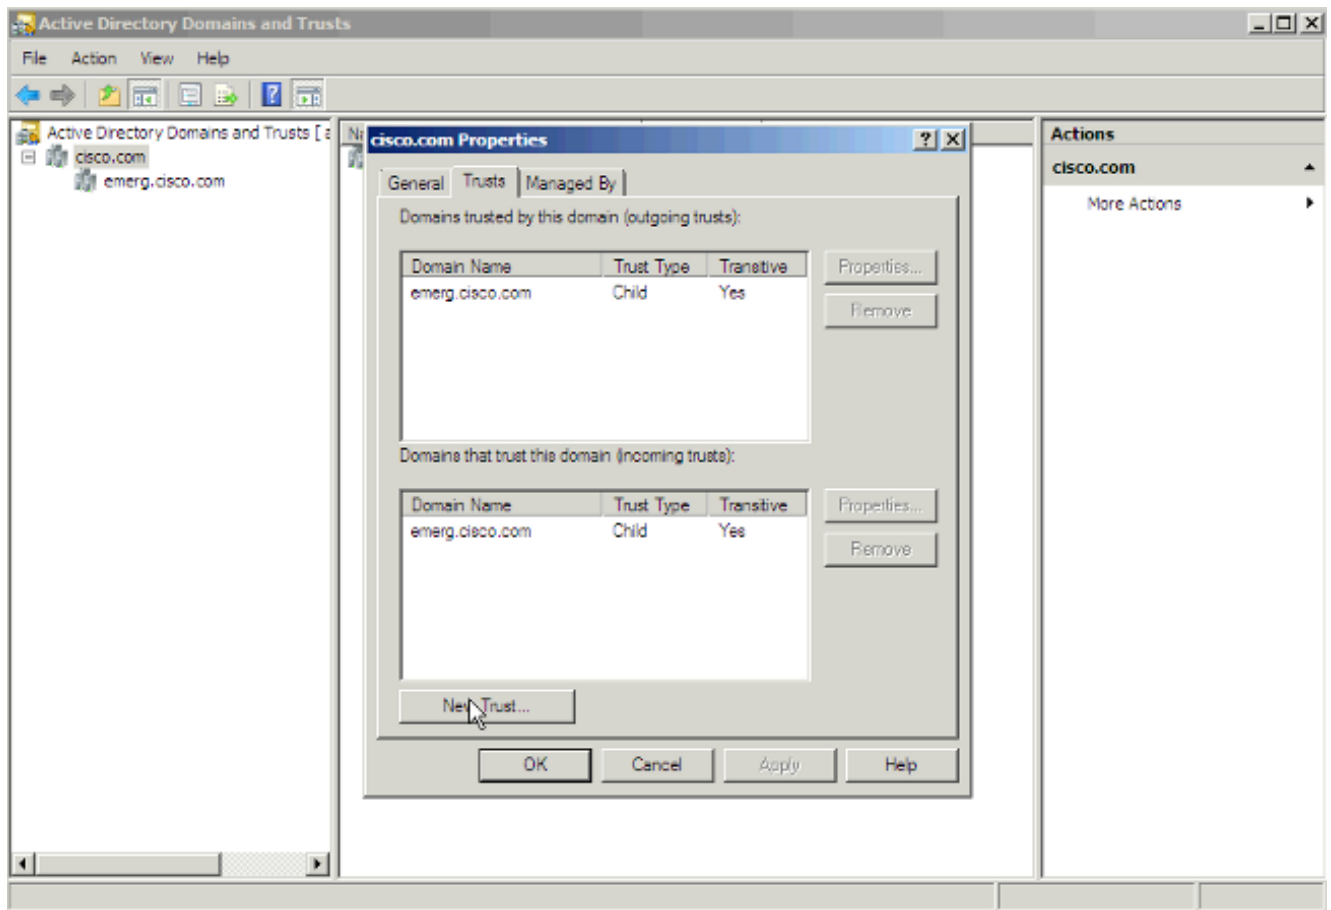 Active Directory Domains and Trusts
File Action View Help
Active Directory Domains and Trusts [
cisco.com
emerg.cisco.com
cisco.com Properties
General Trusts Managed By
Domains trusted by this domain (outgoing trusts):
Domain Name Trust Type Transitive
emerg.cisco.com Child Yes
Properties...
Remove
Domains that trust this domain (incoming trusts):
Domain Name Trust Type Transitive
emerg.cisco.com Child Yes
Properties...
Remove
New Trust...
OK Cancel Apply Help
Actions
cisco.com
More Actions